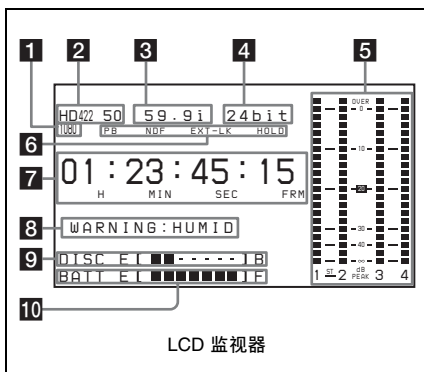 1 2 3 4 5
HD422 50 59.9i 24bit
1080 PB NDF EXT-LK HOLD
6
7 01:23:45:15
H MIN SEC FRM
8 WARNING:HUMID
9 DISC E[■■-----]B
BATT E[■■■■■■■]F
10
OVER
0
-10-
-20-
-30-
-40-
-∞-
1 ST 2 dB PEAK 3 4
LCD 监视器